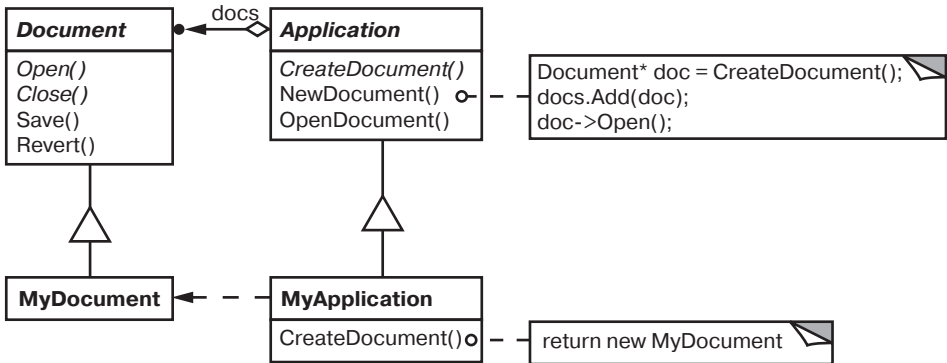 docs
Document
Open()
Close()
Save()
Revert()
Application
CreateDocument()
NewDocument()
OpenDocument()
Document* doc = CreateDocument();
docs.Add(doc);
doc->Open();
MyDocument
MyApplication
CreateDocument()
return new MyDocument